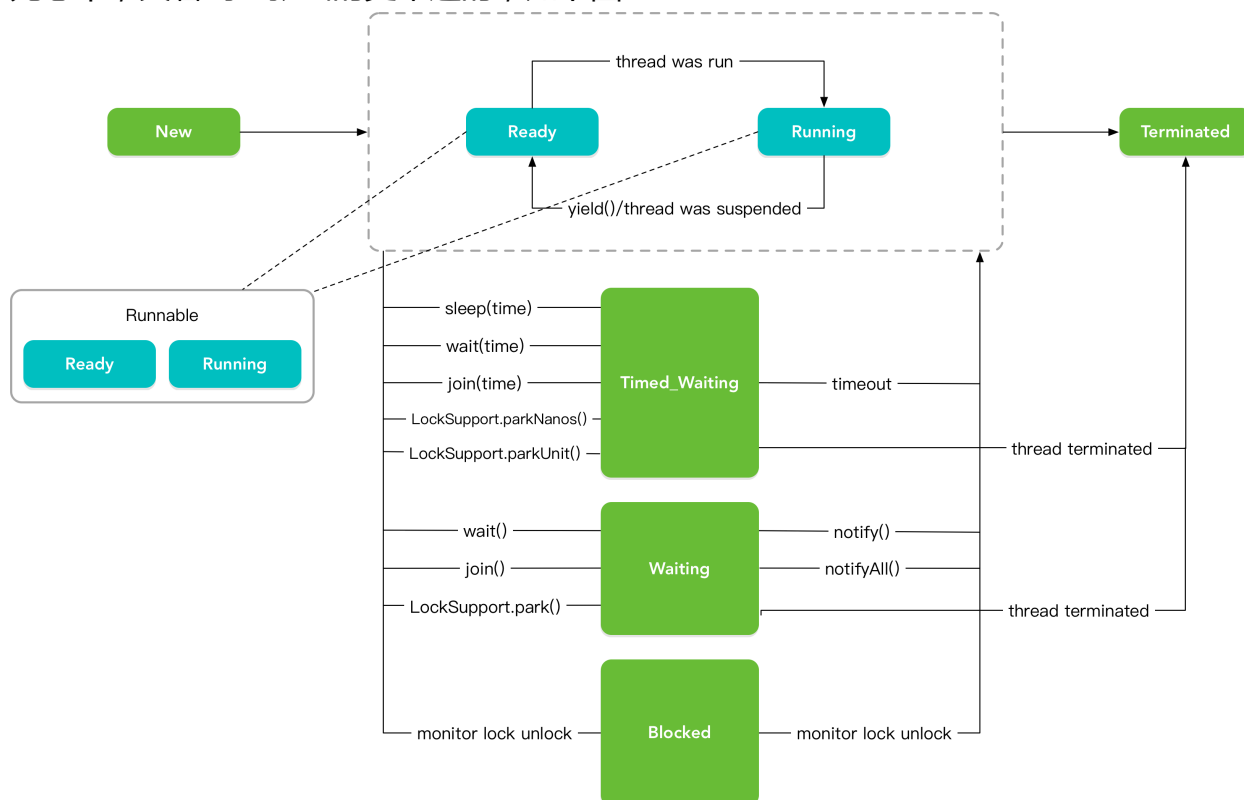 thread was run
New
Ready
Running
Terminated
yield()/thread was suspended
Runnable
Ready
Running
sleep(time)
wait(time)
join(time)
LockSupport.parkNanos()
LockSupport.parkUnit()
Timed_Waiting
timeout
thread terminated
wait()
join()
LockSupport.park()
Waiting
notify()
notifyAll()
thread terminated
monitor lock unlock
Blocked
monitor lock unlock